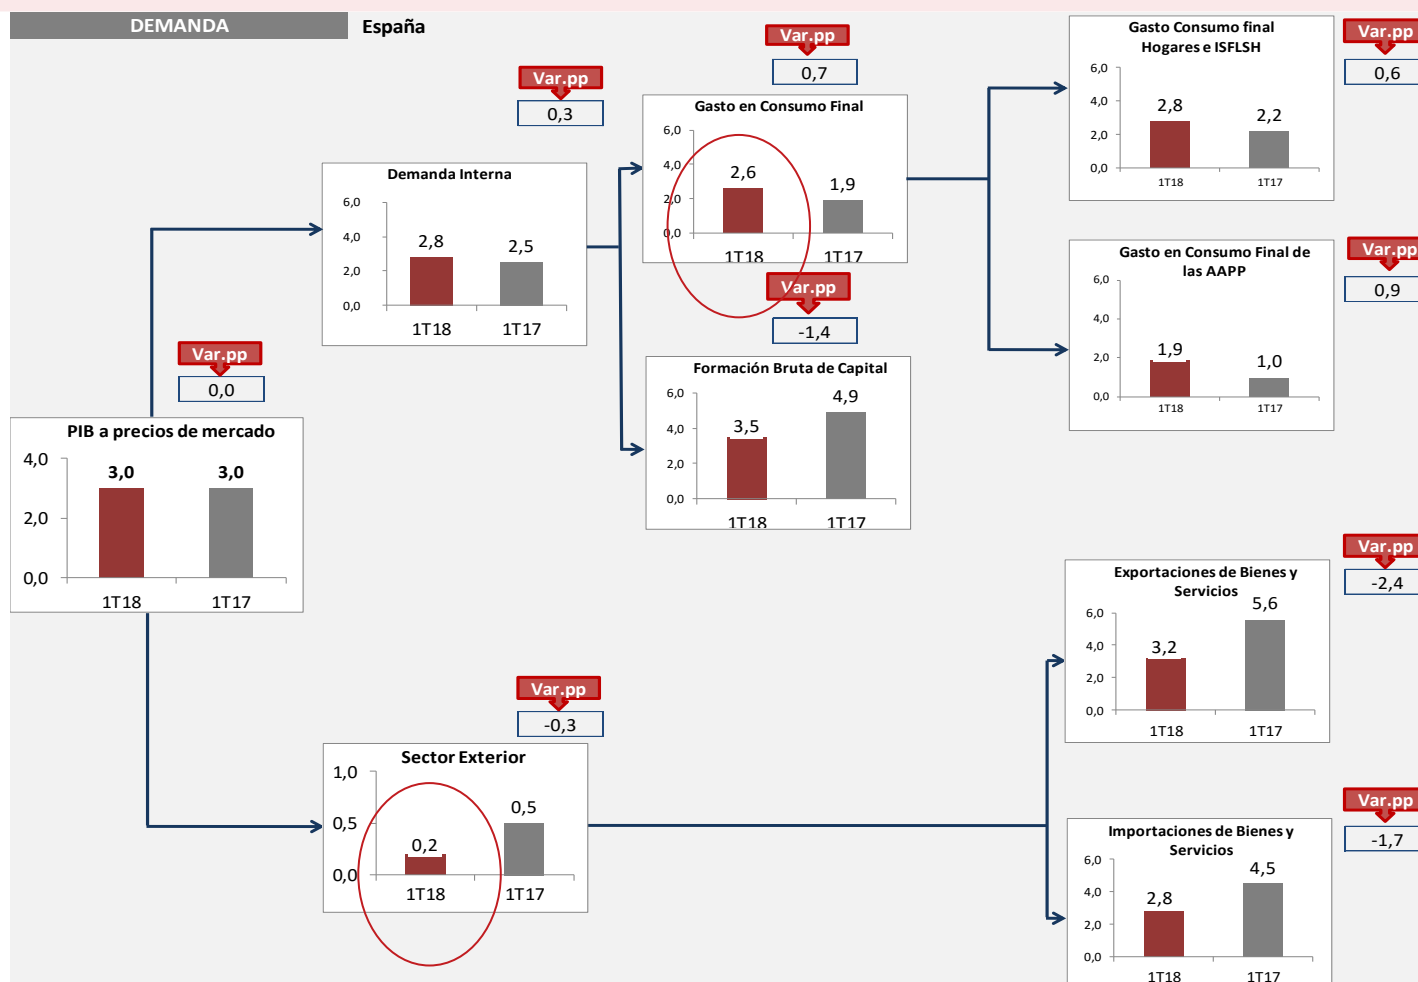 DEMANDA
España
Var.pp
0,0
PIB a precios de mercado
4,0
2,0
0,0
3,0
3,0
1T18
1T17
Var.pp
0,3
Demanda Interna
6,0
4,0
2,0
0,0
2,8
2,5
1T18
1T17
Var.pp
0,7
Gasto en Consumo Final
6,0
4,0
2,0
0,0
2,6
1,9
1T18
1T17
Var.pp
-1,4
Formación Bruta de Capital
6,0
4,0
2,0
0,0
3,5
4,9
1T18
1T17
Gasto Consumo final
Hogares e ISFLSH
6,0
4,0
2,0
0,0
2,8
2,2
1T18
1T17
Var.pp
0,6
Gasto en Consumo Final de
las AAPP
6,0
4,0
2,0
0,0
1,9
1,0
1T18
1T17
Var.pp
0,9
Var.pp
-0,3
Sector Exterior
1,0
0,5
0,0
0,2
0,5
1T18
1T17
Exportaciones de Bienes y
Servicios
6,0
4,0
2,0
0,0
3,2
5,6
1T18
1T17
Var.pp
-2,4
Importaciones de Bienes y
Servicios
6,0
4,0
2,0
0,0
2,8
4,5
1T18
1T17
Var.pp
-1,7